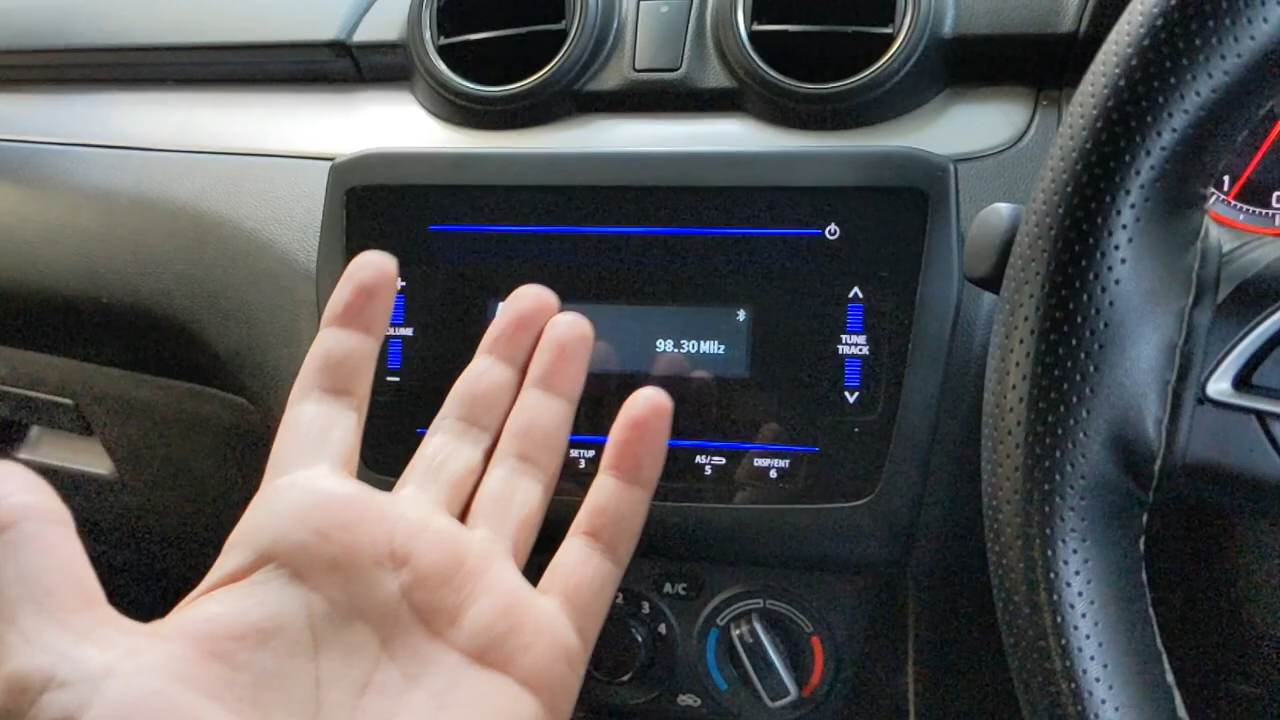 1
OLUME
98.30 MHz
TUNE
TRACK
SETUP
3
AS/
5
DISP/ENT
6
A/C
2
3
4